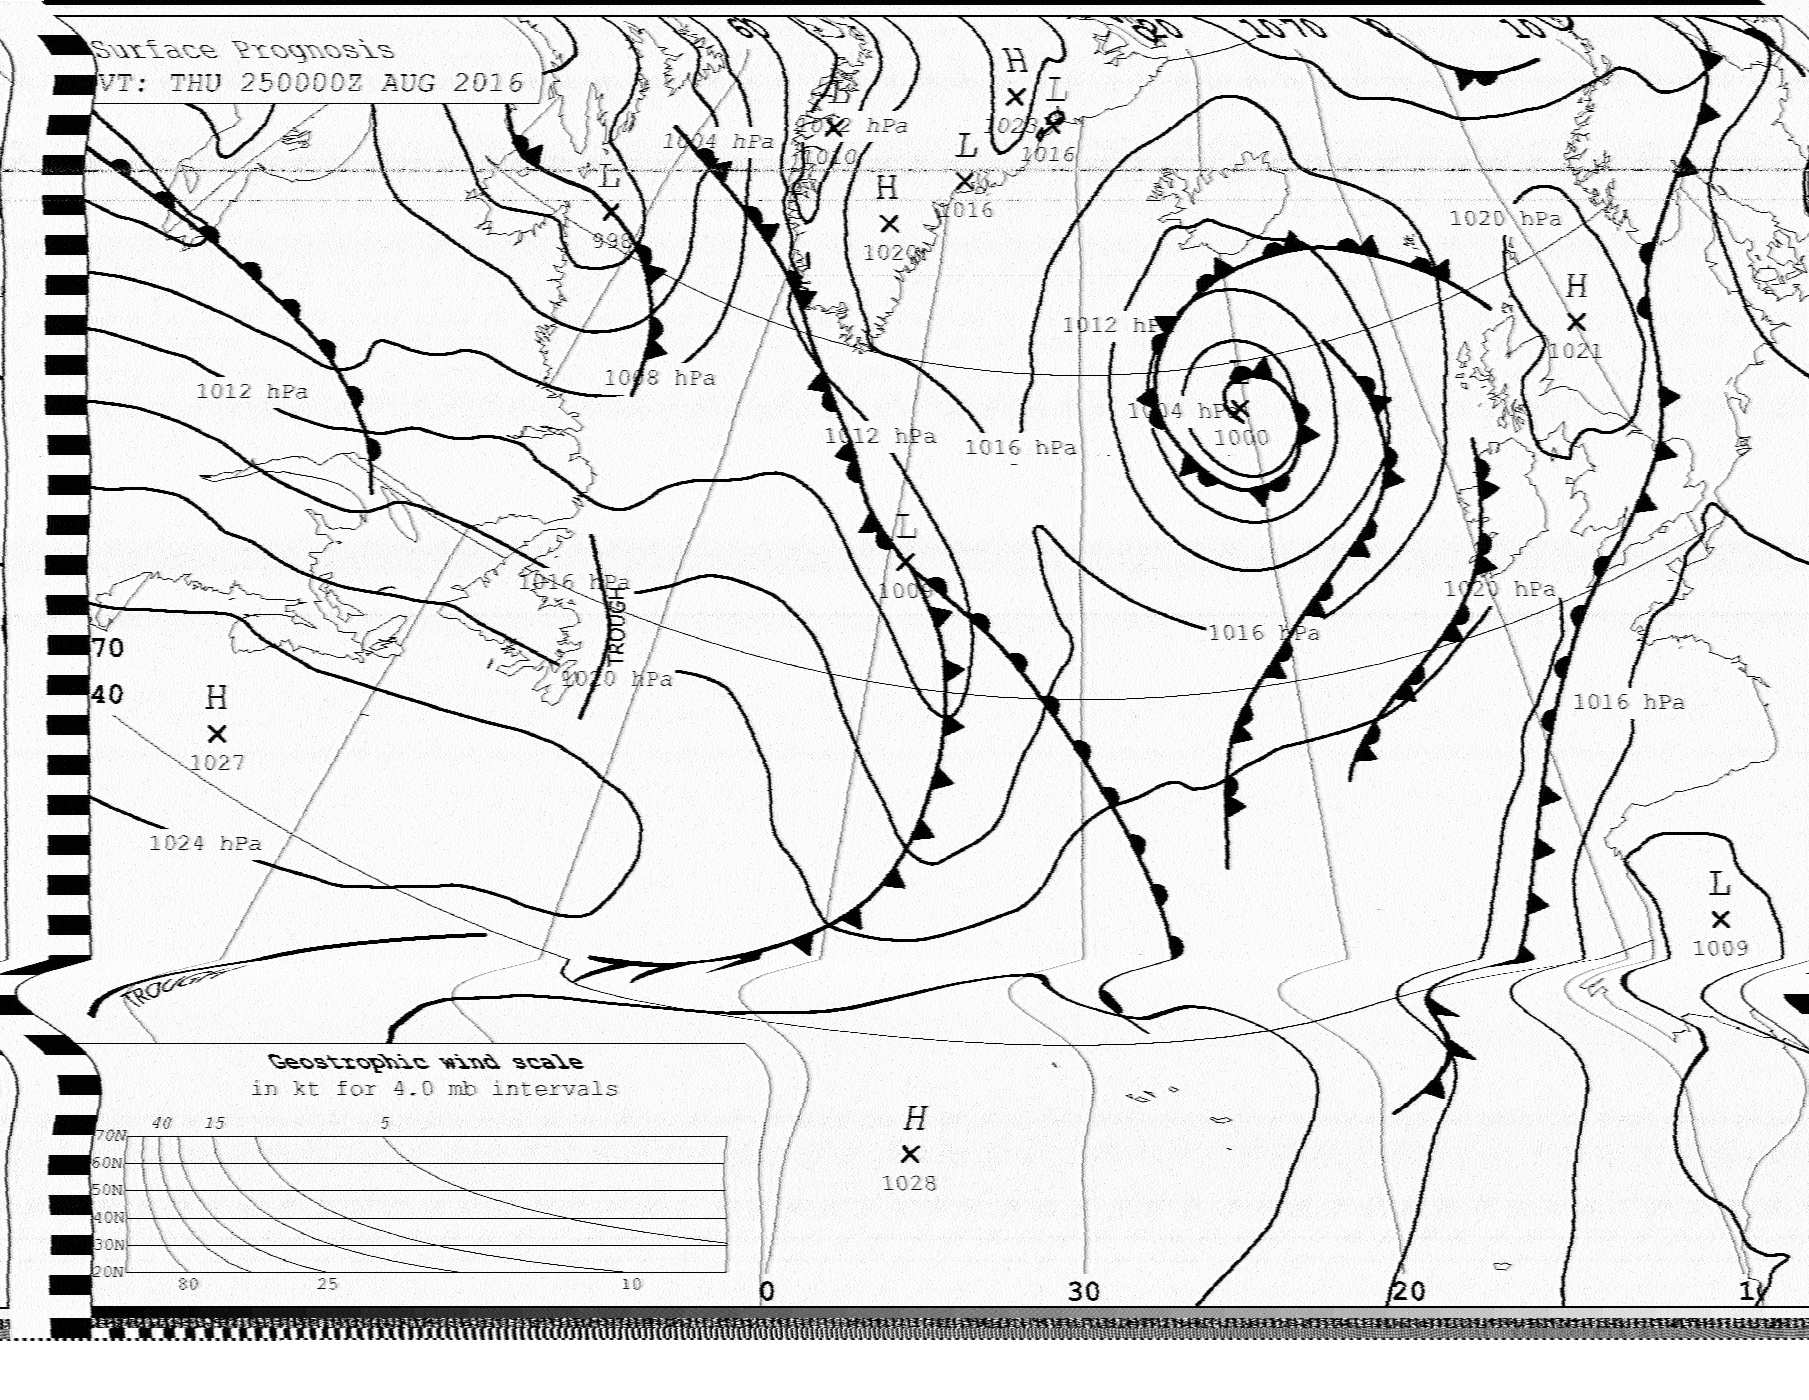 Surface Prognosis
VT: THU 250000Z AUG 2016
60
10
H
1023
L
1016
L
1012 hPa
1010
1004 hPa
L
1016
L
998
H
1020
1020 hPa
H
1021
1012 hPa
1012 hPa
1008 hPa
1004 hPa
1000
1012 hPa
1016 hPa
L
1009
1016 hPa
TROUGH
1020 hPa
1016 hPa
1020 hPa
70
40
H
1027
1016 hPa
1024 hPa
L
1009
TROUGH
Geostrophic wind scale
in kt for 4.0 mb intervals
40 15 5
70N
60N
50N
40N
30N
20N
80 25 10
H
1028
0 30 20